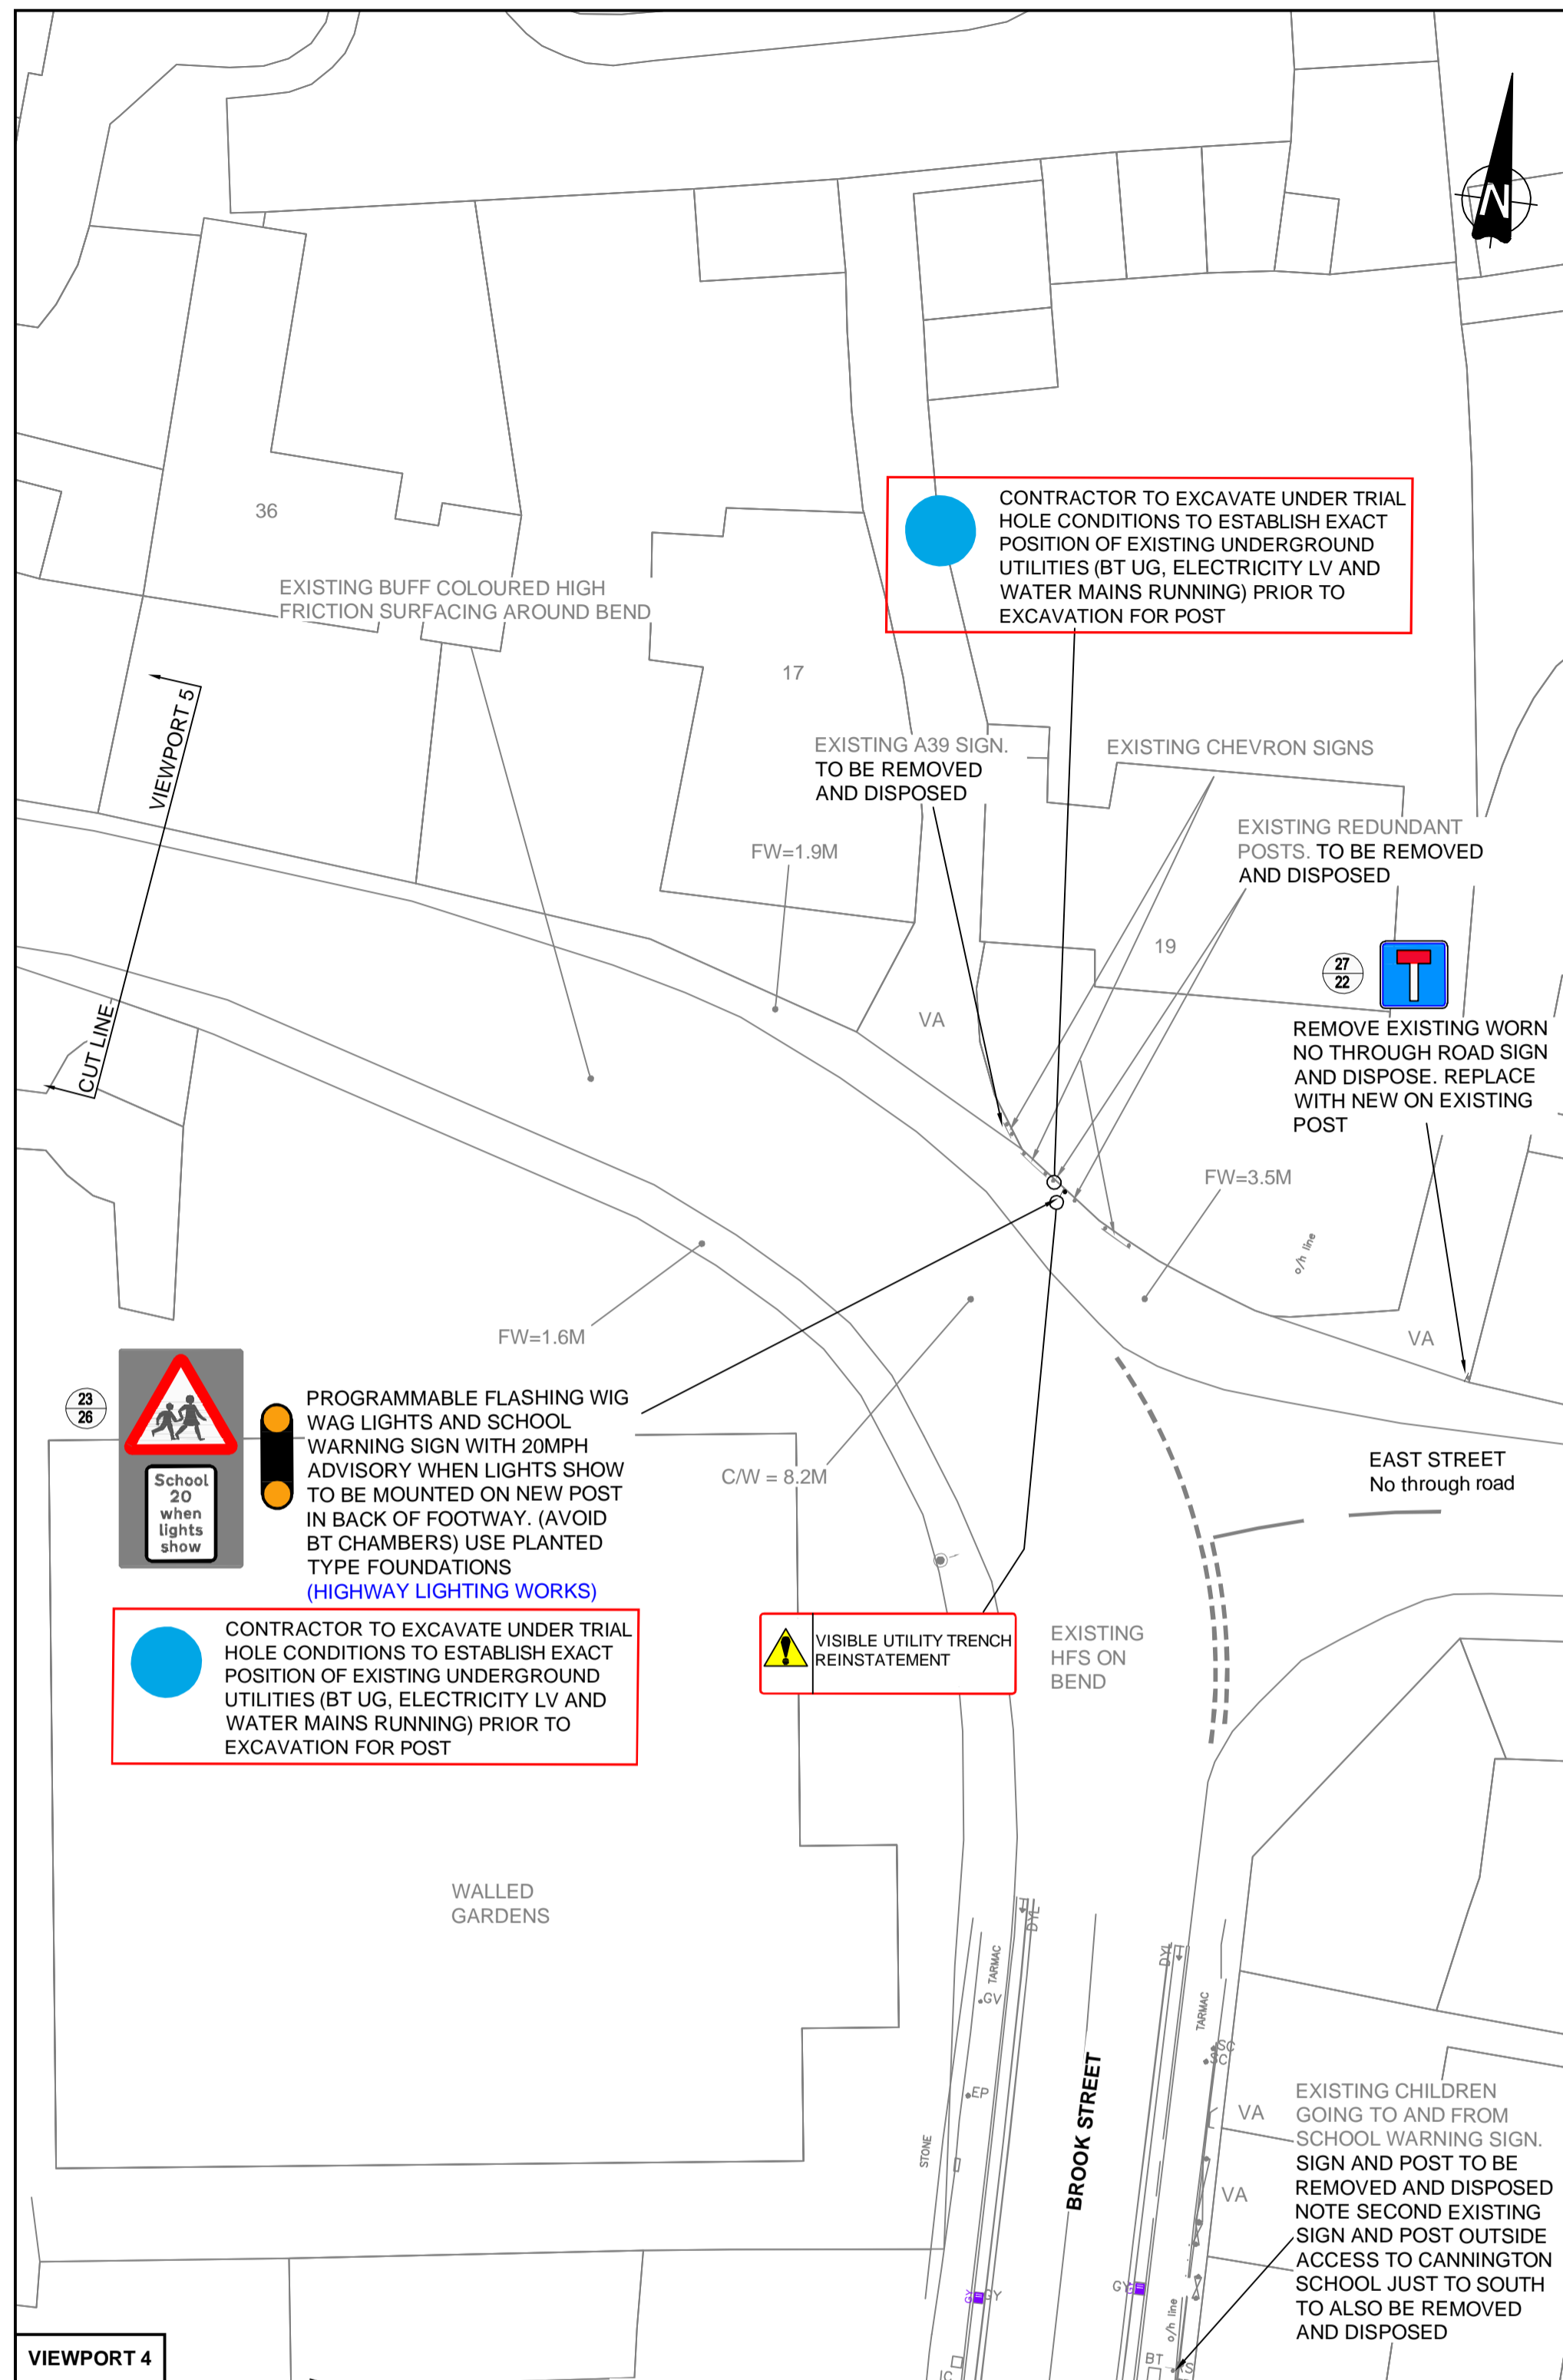 N
36
EXISTING BUFF COLOURED HIGH
FRICTION SURFACING AROUND BEND
CONTRACTOR TO EXCAVATE UNDER TRIAL
HOLE CONDITIONS TO ESTABLISH EXACT
POSITION OF EXISTING UNDERGROUND
UTILITIES (BT UG, ELECTRICITY LV AND
WATER MAINS RUNNING) PRIOR TO
EXCAVATION FOR POST
17
VIEWPORT 5
CUT LINE
EXISTING A39 SIGN.
TO BE REMOVED
AND DISPOSED
EXISTING CHEVRON SIGNS
EXISTING REDUNDANT
POSTS. TO BE REMOVED
AND DISPOSED
FW=1.9M
19
VA
27
22
REMOVE EXISTING WORN
NO THROUGH ROAD SIGN
AND DISPOSE. REPLACE
WITH NEW ON EXISTING
POST
FW=3.5M
o/h line
VA
FW=1.6M
23
26
School
20
when
lights
show
PROGRAMMABLE FLASHING WIG
WAG LIGHTS AND SCHOOL
WARNING SIGN WITH 20MPH
ADVISORY WHEN LIGHTS SHOW
TO BE MOUNTED ON NEW POST
IN BACK OF FOOTWAY. (AVOID
BT CHAMBERS) USE PLANTED
TYPE FOUNDATIONS
(HIGHWAY LIGHTING WORKS)
C/W = 8.2M
EAST STREET
No through road
CONTRACTOR TO EXCAVATE UNDER TRIAL
HOLE CONDITIONS TO ESTABLISH EXACT
POSITION OF EXISTING UNDERGROUND
UTILITIES (BT UG, ELECTRICITY LV AND
WATER MAINS RUNNING) PRIOR TO
EXCAVATION FOR POST
VISIBLE UTILITY TRENCH
REINSTATEMENT
EXISTING
HFS ON
BEND
WALLED
GARDENS
DYL
TARMAC
GV
EP
STONE
BROOK STREET
DYL
TARMAC
SC
SC
VA
VA
EXISTING CHILDREN
GOING TO AND FROM
SCHOOL WARNING SIGN.
SIGN AND POST TO BE
REMOVED AND DISPOSED
NOTE SECOND EXISTING
SIGN AND POST OUTSIDE
ACCESS TO CANNINGTON
SCHOOL JUST TO SOUTH
TO ALSO BE REMOVED
AND DISPOSED
GY
GY
GY
o/h line
BT
IC
VIEWPORT 4